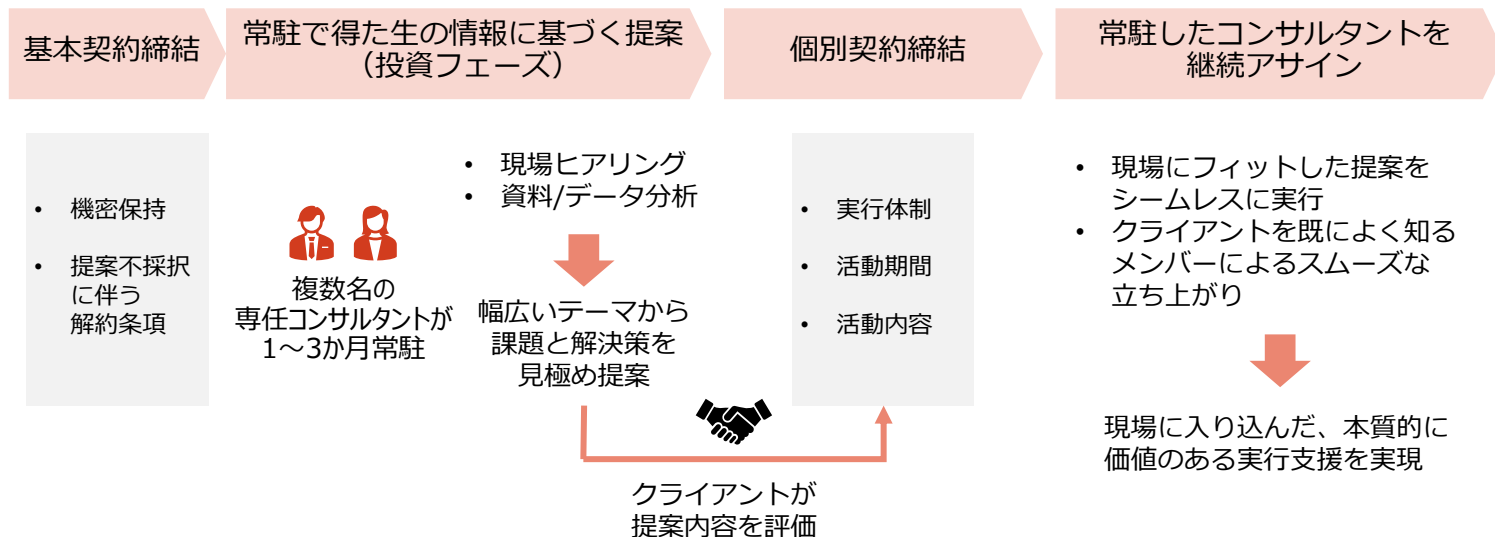 基本契約締結
常駐で得た生の情報に基づく提案
（投資フェーズ）
個別契約締結
常駐したコンサルタントを
継続アサイン
• 機密保持
• 提案不採択
に伴う
解約条項
複数名の
専任コンサルタントが
1～3か月常駐
• 現場ヒアリング
• 資料/データ分析
幅広いテーマから
課題と解決策を
見極め提案
クライアントが
提案内容を評価
• 実行体制
• 活動期間
• 活動内容
• 現場にフィットした提案を
シームレスに実行
• クライアントを既によく知る
メンバーによるスムーズな
立ち上がり
現場に入り込んだ、本質的に
価値のある実行支援を実現